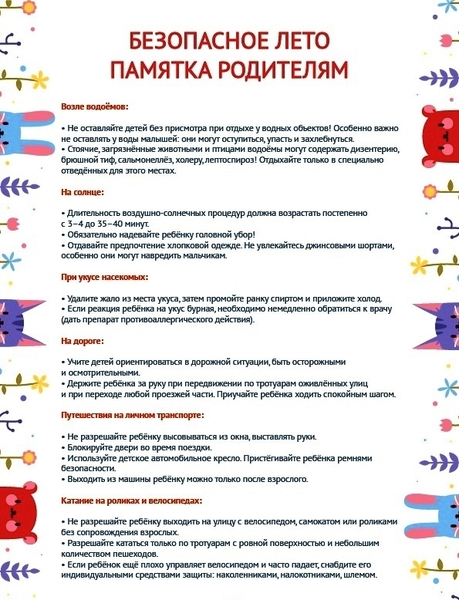 БЕЗОПАСНОЕ ЛЕТО
ПАМЯТКА РОДИТЕЛЯМ
Возле водоёмов:
• Не оставляйте детей без присмотра при отдыхе у водных объектов! Особенно важно
не оставлять у воды малышей: они могут оступиться, упасть и захлебнуться.
• Стоячие, загрязнённые животными и птицами водоёмы могут содержать дизентерию,
брюшной тиф, сальмонеллёз, холеру, лептоспироз! Отдыхайте только в специально
отведённых для этого местах.
На солнце:
• Длительность воздушно-солнечных процедур должна возрастать постепенно
с 3–4 до 35–40 минут.
• Обязательно надевайте ребёнку головной убор!
• Отдавайте предпочтение хлопковой одежде. Не увлекайтесь джинсовыми шортами,
особенно они могут навредить мальчикам.
При укусе насекомых:
• Удалите жало из места укуса, затем промойте ранку спиртом и приложите холод.
• Если реакция ребёнка на укус бурная, необходимо немедленно обратиться к врачу
(дать препарат противоаллергического действия).
На дороге:
• Учите детей ориентироваться в дорожной ситуации, быть осторожными
и осмотрительными.
• Держите ребёнка за руку при передвижении по тротуарам оживлённых улиц
и при переходе любой проезжей части. Приучайте ребёнка ходить спокойным шагом.
Путешествия на личном транспорте:
• Не разрешайте ребёнку высовываться из окна, выставлять руки.
• Блокируйте двери во время поездки.
• Используйте детское автомобильное кресло. Пристёгивайте ребёнка ремнями
безопасности.
• Выходить из машины ребёнку можно только после взрослого.
Катание на роликах и велосипедах:
• Не разрешайте ребёнку выходить на улицу с велосипедом, самокатом или роликами
без сопровождения взрослых.
• Разрешайте кататься только по тротуарам с ровной поверхностью и небольшим
количеством пешеходов.
• Если ребёнок ещё плохо управляет велосипедом и часто падает, снабдите его
индивидуальными средствами защиты: наколенниками, налокотниками, шлемом.